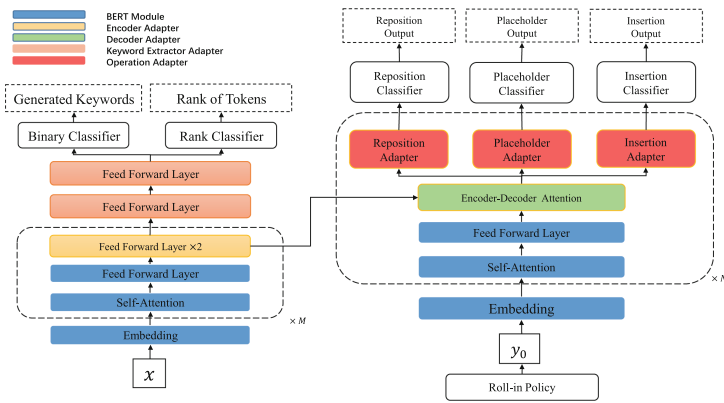 BERT Module
Encoder Adapter
Decoder Adapter
Keyword Extractor Adapter
Operation Adapter
Generated Keywords
Rank of Tokens
Binary Classifier
Rank Classifier
Feed Forward Layer
Feed Forward Layer
Feed Forward Layer ×2
Feed Forward Layer
Self-Attention
× M
Embedding
x
Reposition
Output
Placeholder
Output
Insertion
Output
Reposition
Classifier
Placeholder
Classifier
Insertion
Classifier
Reposition
Adapter
Placeholder
Adapter
Insertion
Adapter
Encoder-Decoder Attention
Feed Forward Layer
Self-Attention
Embedding
y₀
Roll-in Policy